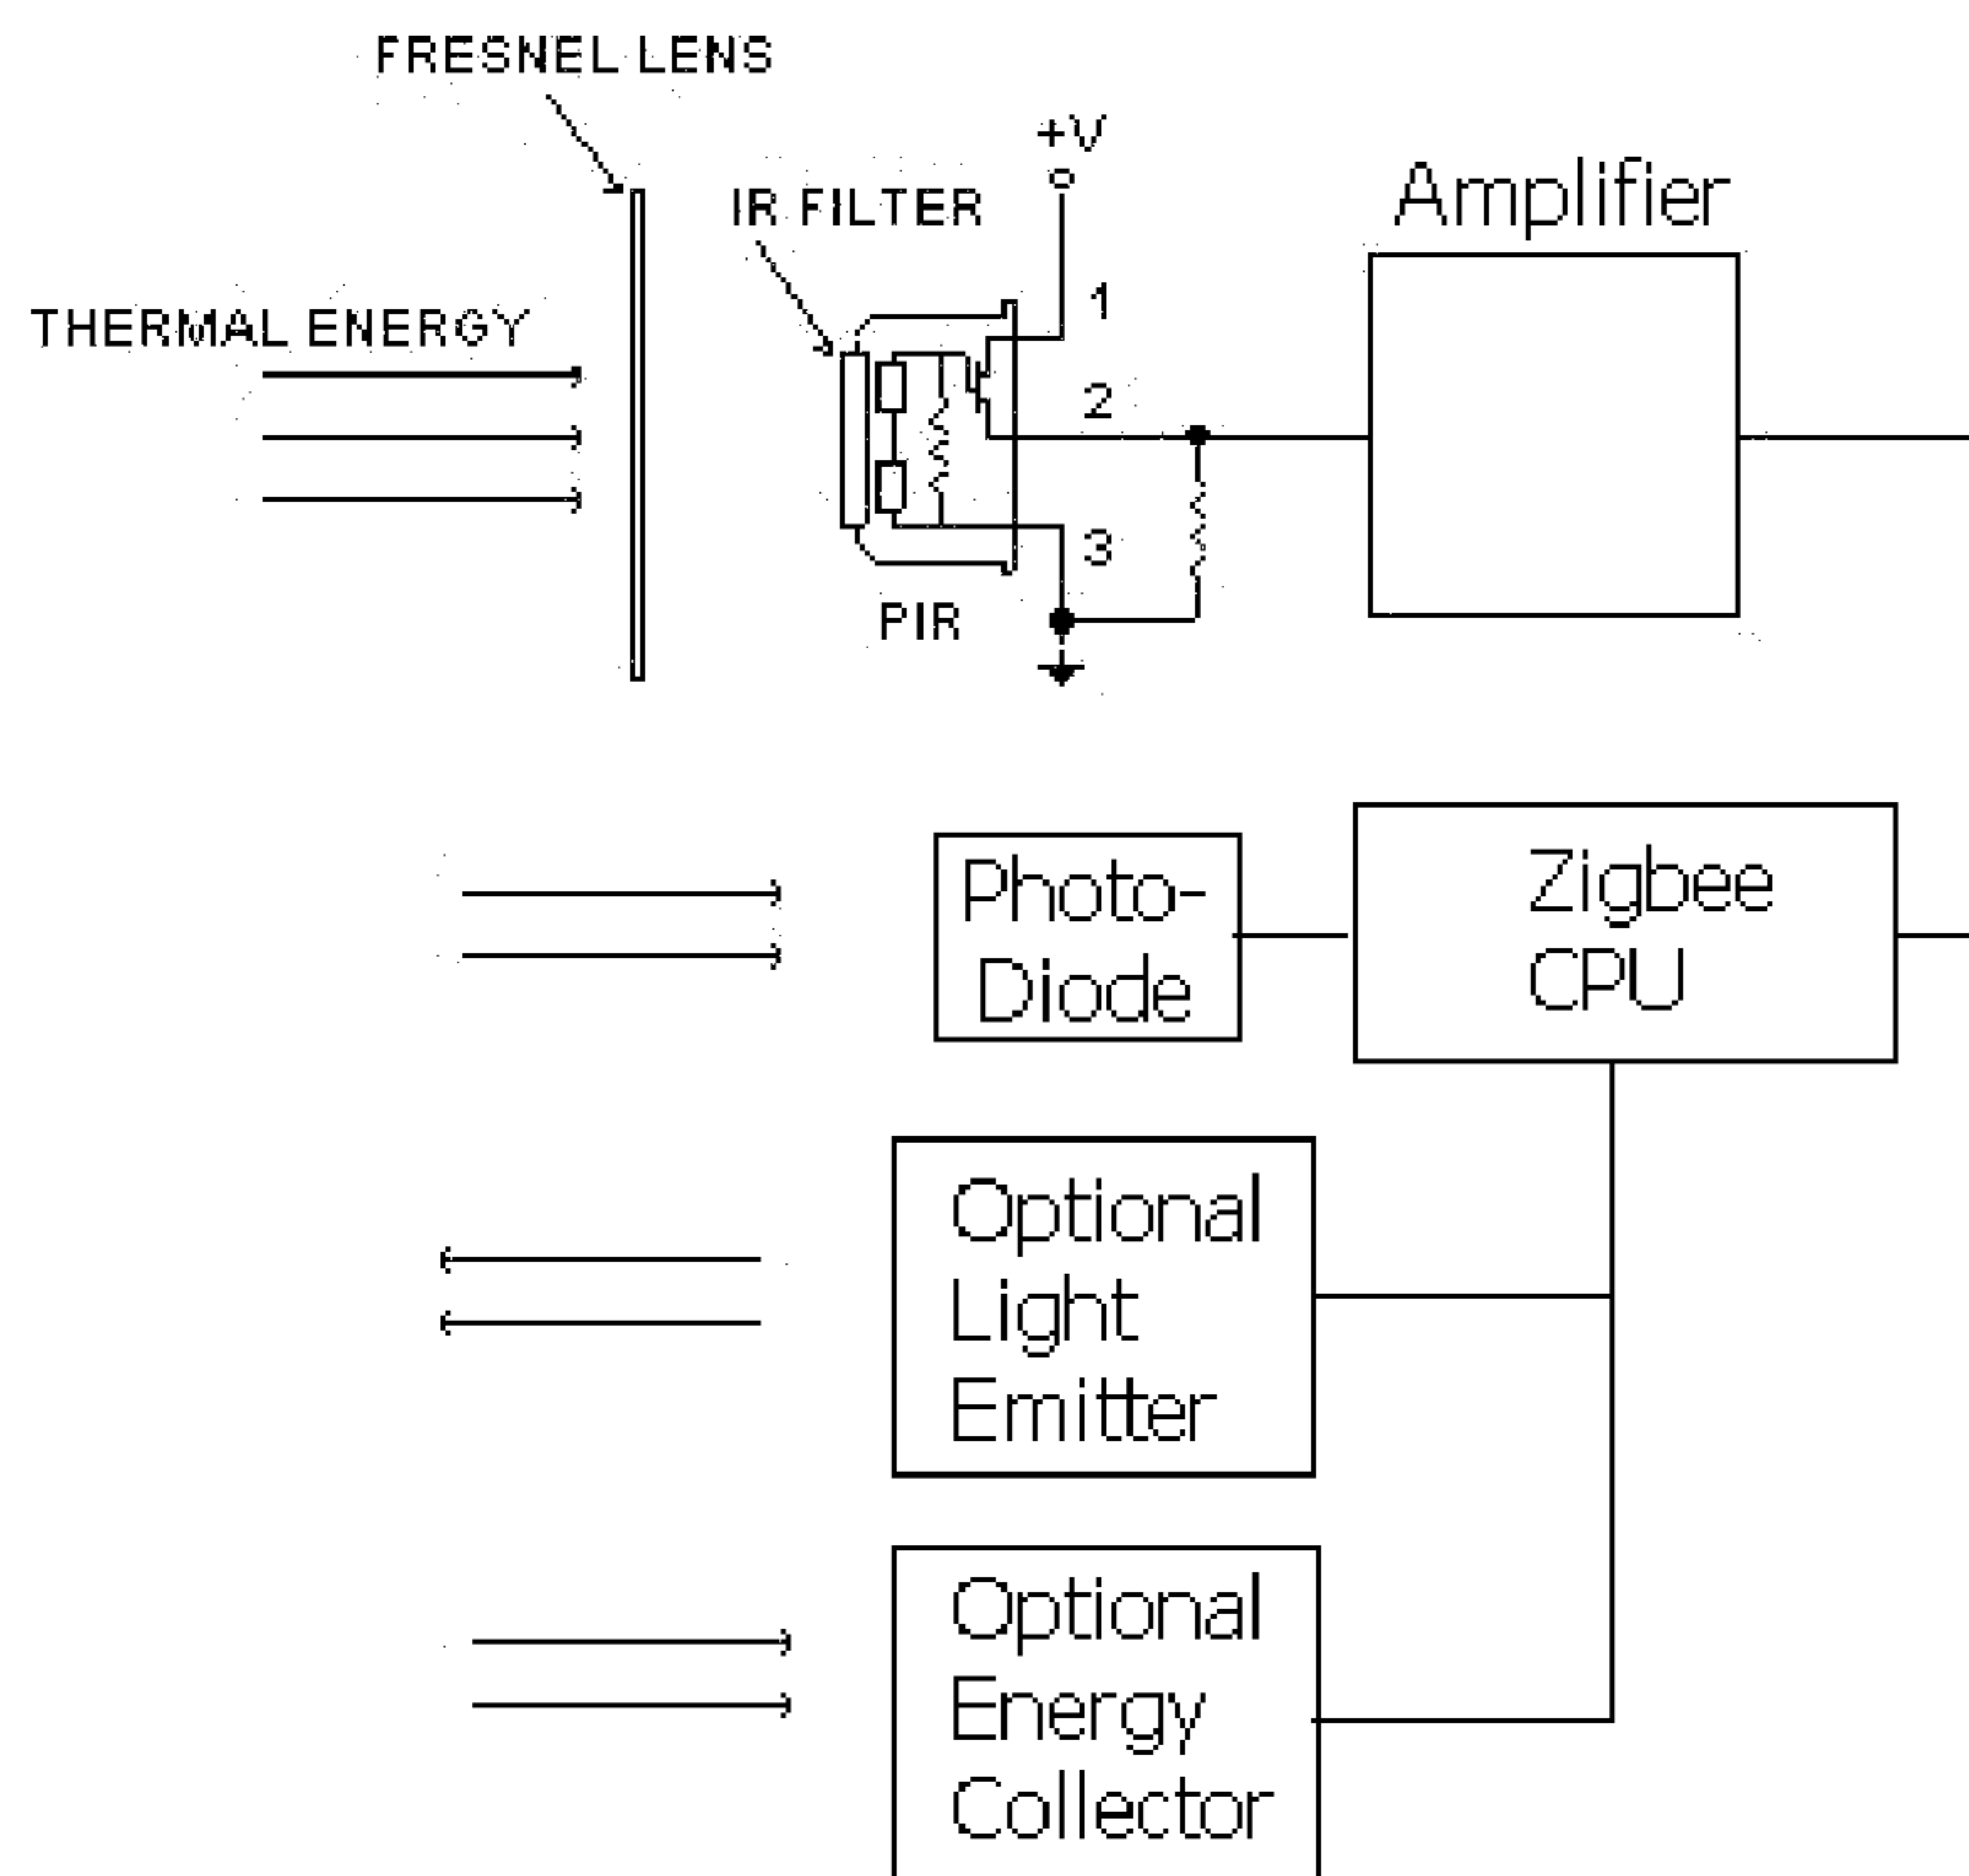 FRESNEL LENS
+V
IR FILTER
Amplifier
THERMAL ENERGY
1
2
3
PIR
Photo-
Diode
Zigbee
CPU
Optional
Light
Emitter
Optional
Energy
Collector